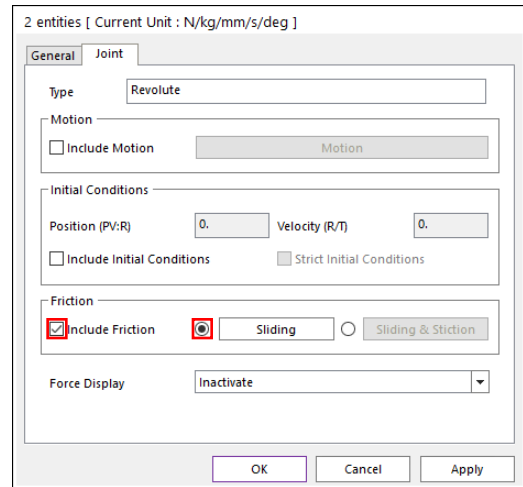 2 entities [ Current Unit : N/kg/mm/s/deg ]
General Joint
Type Revolute
Motion
Include Motion Motion
Initial Conditions
Position (PV:R) 0. Velocity (R/T) 0.
Include Initial Conditions Strict Initial Conditions
Friction
Include Friction Sliding Sliding & Stiction
Force Display Inactivate
OK Cancel Apply